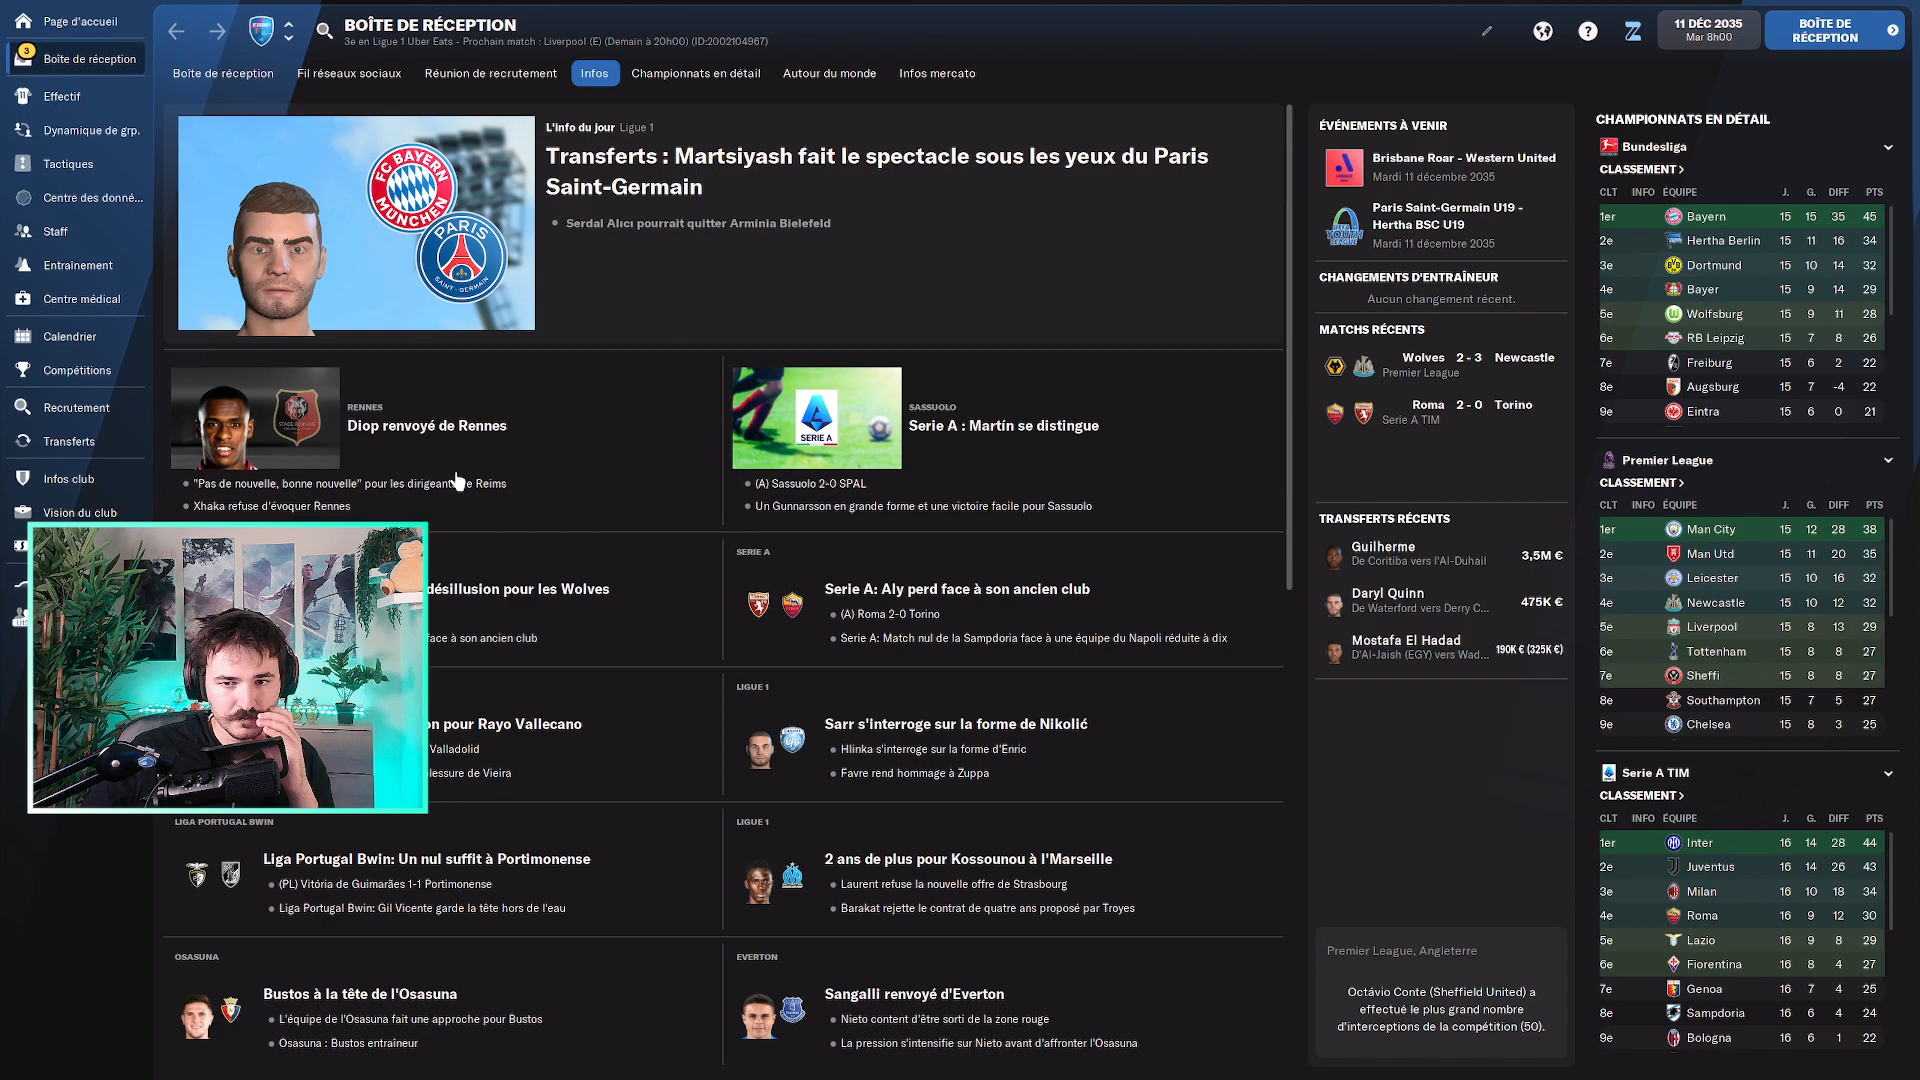 Page d'accueil
3
Boîte de réception
Effectif
Dynamique de grp.
Tactiques
Centre des donné...
Staff
Entraînement
Centre médical
Calendrier
Compétitions
Recrutement
Transferts
Infos club
Vision du club
BOÎTE DE RÉCEPTION
3e en Ligue 1 Uber Eats - Prochain match : Liverpool (E) (Demain à 20h00) (ID:2002104967)
11 DÉC 2035
Mar 8h00
BOÎTE DE RÉCEPTION
Boîte de réception
Fil réseaux sociaux
Réunion de recrutement
Infos
Championnats en détail
Autour du monde
Infos mercato
FC BAYERN
MÜNCHEN
PARIS
SAINT-GERMAIN
L'info du jour Ligue 1
Transferts : Martsiyash fait le spectacle sous les yeux du Paris
Saint-Germain
Serdal Alıcı pourrait quitter Arminia Bielefeld
RENNES
Diop renvoyé de Rennes
"Pas de nouvelle, bonne nouvelle" pour les dirigeants de Reims
Xhaka refuse d'évoquer Rennes
SERIE A
SASSUOLO
Serie A : Martín se distingue
(A) Sassuolo 2-0 SPAL
Un Gunnarsson en grande forme et une victoire facile pour Sassuolo
désillusion pour les Wolves
face à son ancien club
SERIE A
Serie A: Aly perd face à son ancien club
(A) Roma 2-0 Torino
Serie A: Match nul de la Sampdoria face à une équipe du Napoli réduite à dix
on pour Rayo Vallecano
Valladolid
blessure de Vieira
LIGUE 1
Sarr s'interroge sur la forme de Nikolić
Hlinka s'interroge sur la forme d'Enric
Favre rend hommage à Zuppa
LIGA PORTUGAL BWIN
Liga Portugal Bwin: Un nul suffit à Portimonense
(PL) Vitória de Guimarães 1-1 Portimonense
Liga Portugal Bwin: Gil Vicente garde la tête hors de l'eau
LIGUE 1
2 ans de plus pour Kossounou à l'Marseille
Laurent refuse la nouvelle offre de Strasbourg
Barakat rejette le contrat de quatre ans proposé par Troyes
OSASUNA
Bustos à la tête de l'Osasuna
L'équipe de l'Osasuna fait une approche pour Bustos
Osasuna : Bustos entraîneur
EVERTON
Sangalli renvoyé d'Everton
Nieto content d'être sorti de la zone rouge
La pression s'intensifie sur Nieto avant d'affronter l'Osasuna
ÉVÉNEMENTS À VENIR
Brisbane Roar - Western United
Mardi 11 décembre 2035
Paris Saint-Germain U19 -
Hertha BSC U19
Mardi 11 décembre 2035
CHANGEMENTS D'ENTRAÎNEUR
Aucun changement récent.
MATCHS RÉCENTS
Wolves 2 - 3 Newcastle
Premier League
Roma 2 - 0 Torino
Serie A TIM
TRANSFERTS RÉCENTS
Guilherme
De Coritiba vers l'Al-Duhail
3,5M €
Daryl Quinn
De Waterford vers Derry C...
475K €
Mostafa El Hadad
D'Al-Jaish (EGY) vers Wad...
190K € (325K €)
Premier League, Angleterre
Octávio Conte (Sheffield United) a
effectué le plus grand nombre
d'interceptions de la compétition (50).
CHAMPIONNATS EN DÉTAIL
Bundesliga
CLASSEMENT
CLT INFO ÉQUIPE J. G. DIFF PTS
1er Bayern 15 15 35 45
2e Hertha Berlin 15 11 16 34
3e Dortmund 15 10 14 32
4e Bayer 15 9 14 29
5e Wolfsburg 15 9 11 28
6e RB Leipzig 15 7 8 26
7e Freiburg 15 6 2 22
8e Augsburg 15 7 -4 22
9e Eintra 15 6 0 21
Premier League
CLASSEMENT
CLT INFO ÉQUIPE J. G. DIFF PTS
1er Man City 15 12 28 38
2e Man Utd 15 11 20 35
3e Leicester 15 10 16 32
4e Newcastle 15 10 12 32
5e Liverpool 15 8 13 29
6e Tottenham 15 8 8 27
7e Sheffi 15 8 8 27
8e Southampton 15 7 5 27
9e Chelsea 15 8 3 25
Serie A TIM
CLASSEMENT
CLT INFO ÉQUIPE J. G. DIFF PTS
1er Inter 16 14 28 44
2e Juventus 16 14 26 43
3e Milan 16 10 18 34
4e Roma 16 9 12 30
5e Lazio 16 9 8 29
6e Fiorentina 16 8 4 27
7e Genoa 16 7 4 25
8e Sampdoria 16 6 4 24
9e Bologna 16 6 1 22